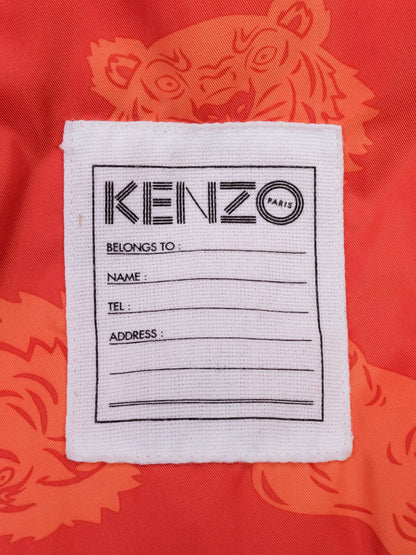 KENZO PARIS
BELONGS TO :
NAME :
TEL :
ADDRESS :